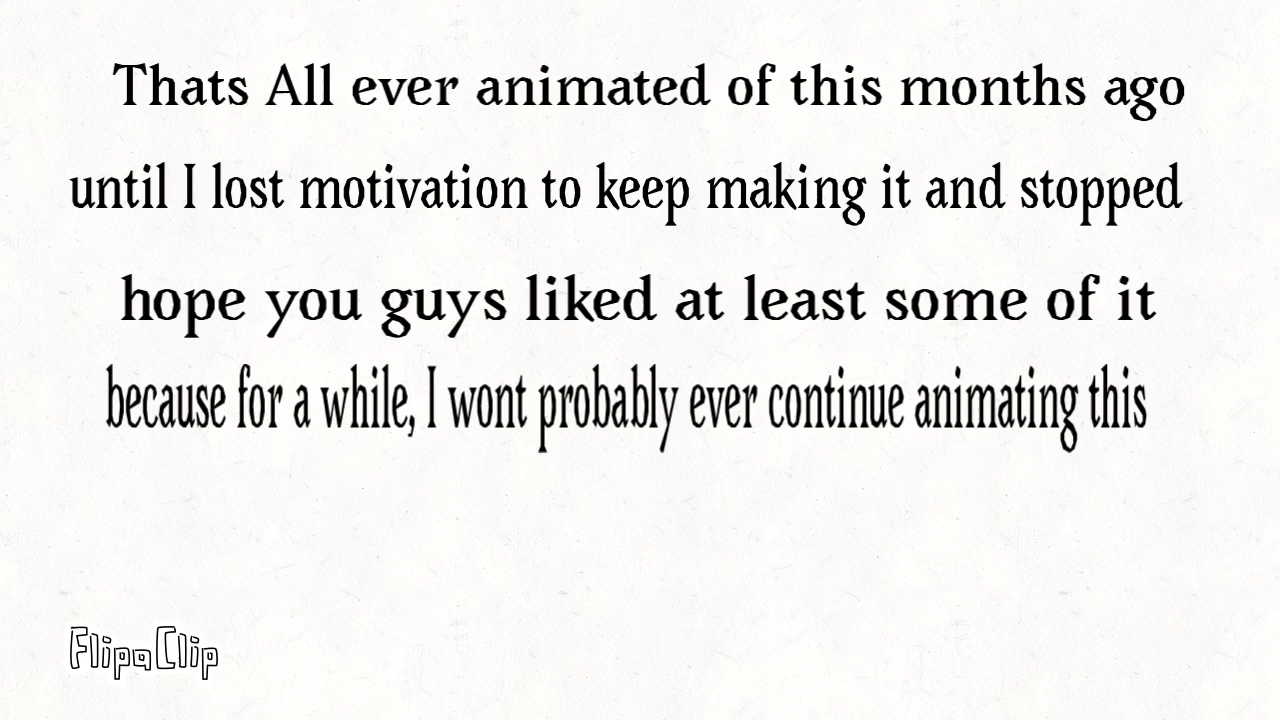 Thats All ever animated of this months ago
until I lost motivation to keep making it and stopped
hope you guys liked at least some of it
because for a while, I wont probably ever continue animating this
FlipaClip